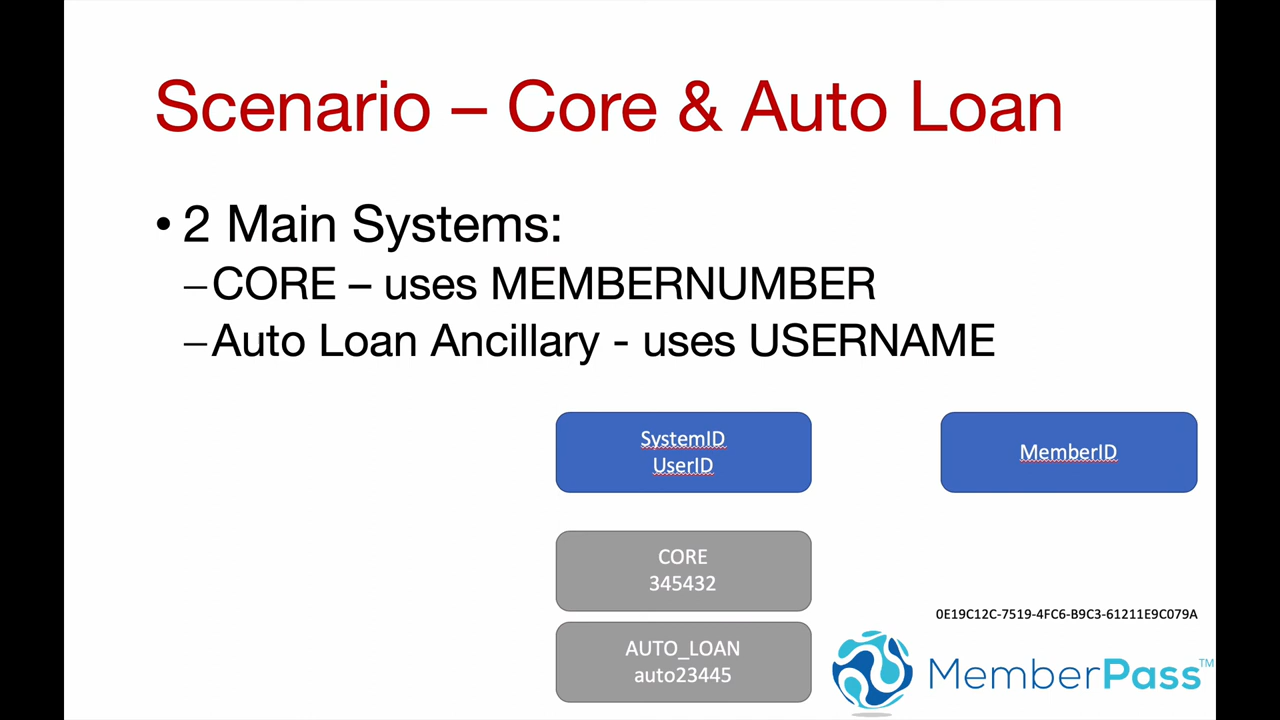 Scenario – Core & Auto Loan
• 2 Main Systems:
–CORE – uses MEMBERNUMBER
–Auto Loan Ancillary - uses USERNAME
SystemID
UserID
MemberID
CORE
345432
0E19C12C-7519-4FC6-B9C3-61211E9C079A
AUTO_LOAN
auto23445
MemberPass™